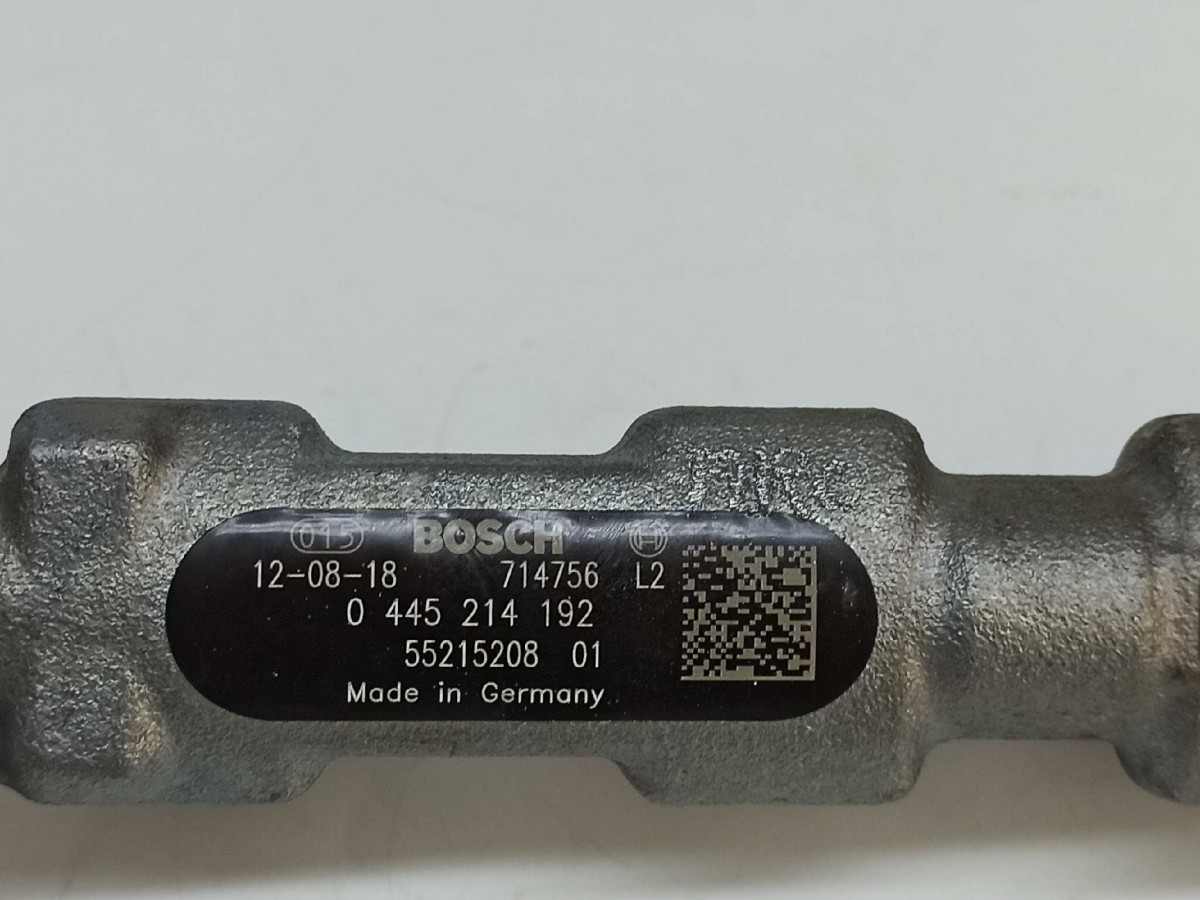 015 BOSCH
12-08-18 714756 L2
0 445 214 192
55215208 01
Made in Germany